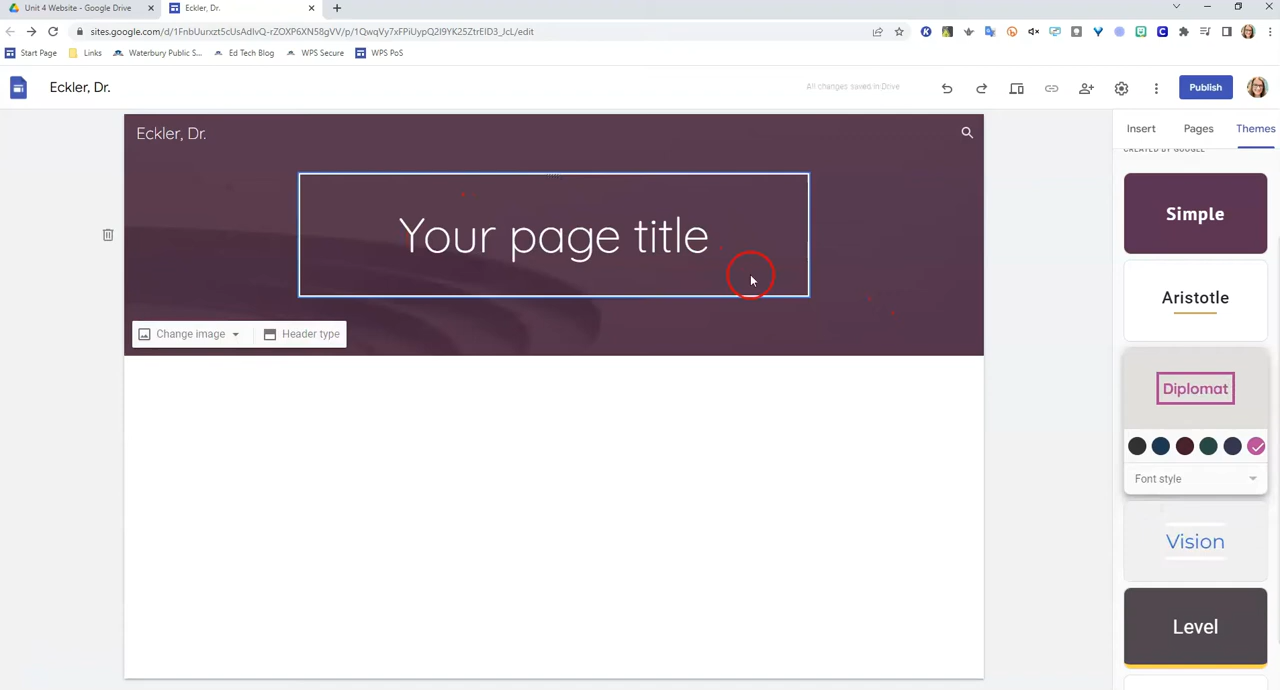 Unit 4 Website - Google Drive
Eckler, Dr.
sites.google.com/d/1FnbUurxzt5cUsAdlvQ-rZOXP6XN58gVV/p/1QwqVy7xFPiUypQZi9YK25ZtrEID3_JcL/edit
Start Page
Links
Waterbury Public S...
Ed Tech Blog
WPS Secure
WPS PoS
Eckler, Dr.
All changes saved in Drive
Publish
Insert
Pages
Themes
CREATED BY GOOGLE
Eckler, Dr.
Your page title
Change image
Header type
Simple
Aristotle
Diplomat
Font style
Vision
Level